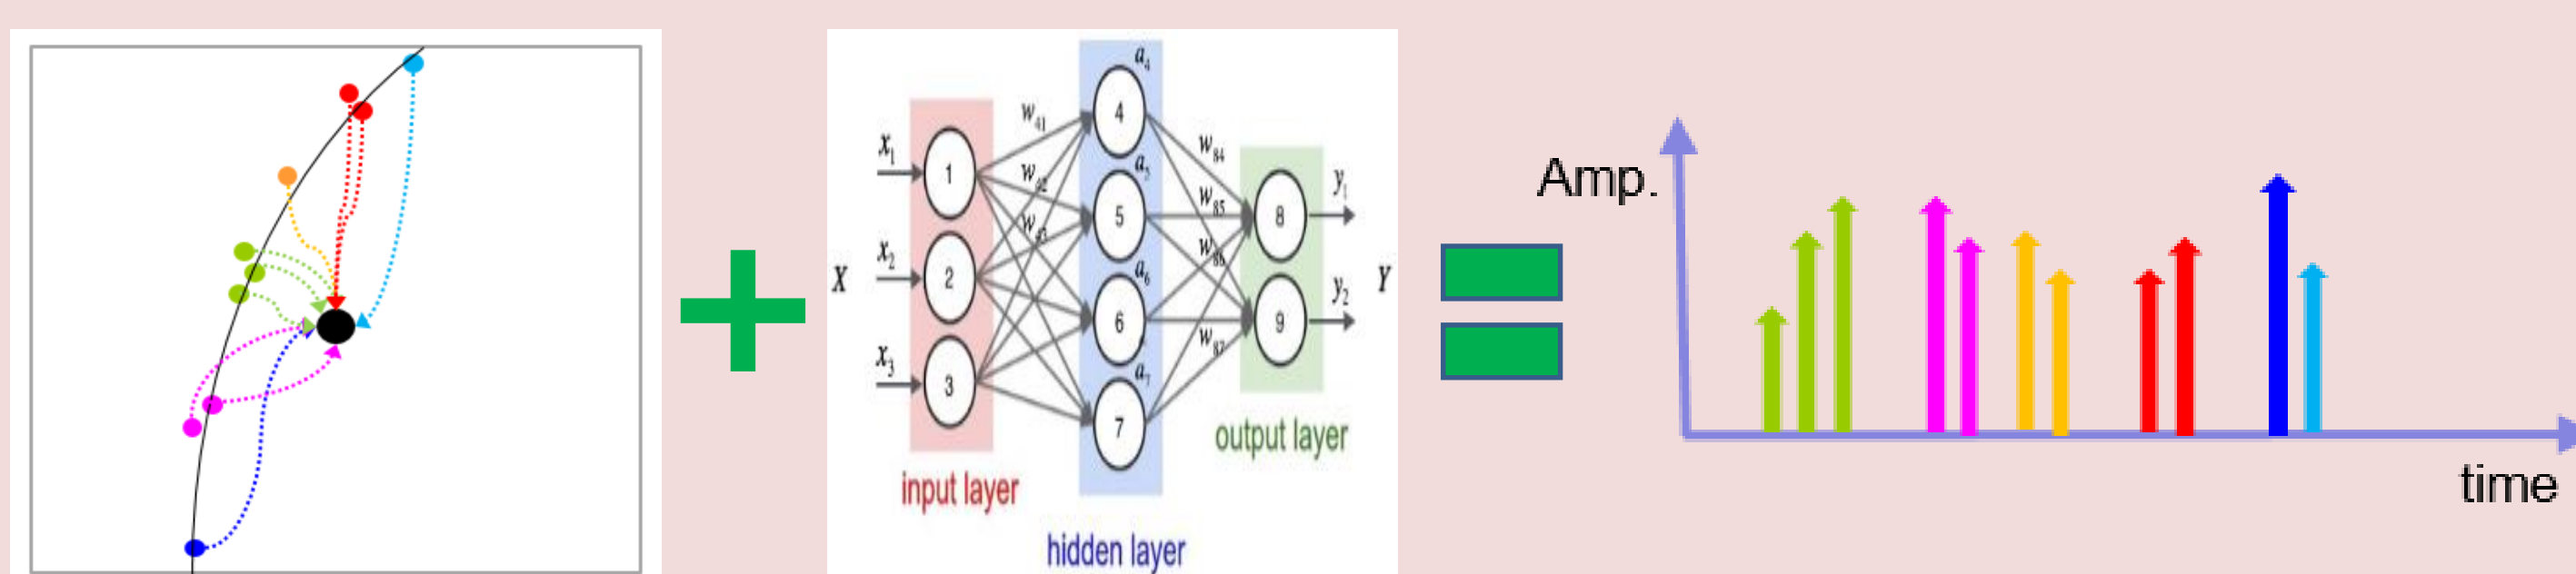 x₁
x₂
x₃
X
1
2
3
input layer
w₄₁
w₄₂
w₄₃
a₄
4
a₅
5
a₆
6
a₇
7
hidden layer
w₈₄
w₈₅
w₈₆
w₈₇
8
9
output layer
y₁
y₂
Y
Amp.
time